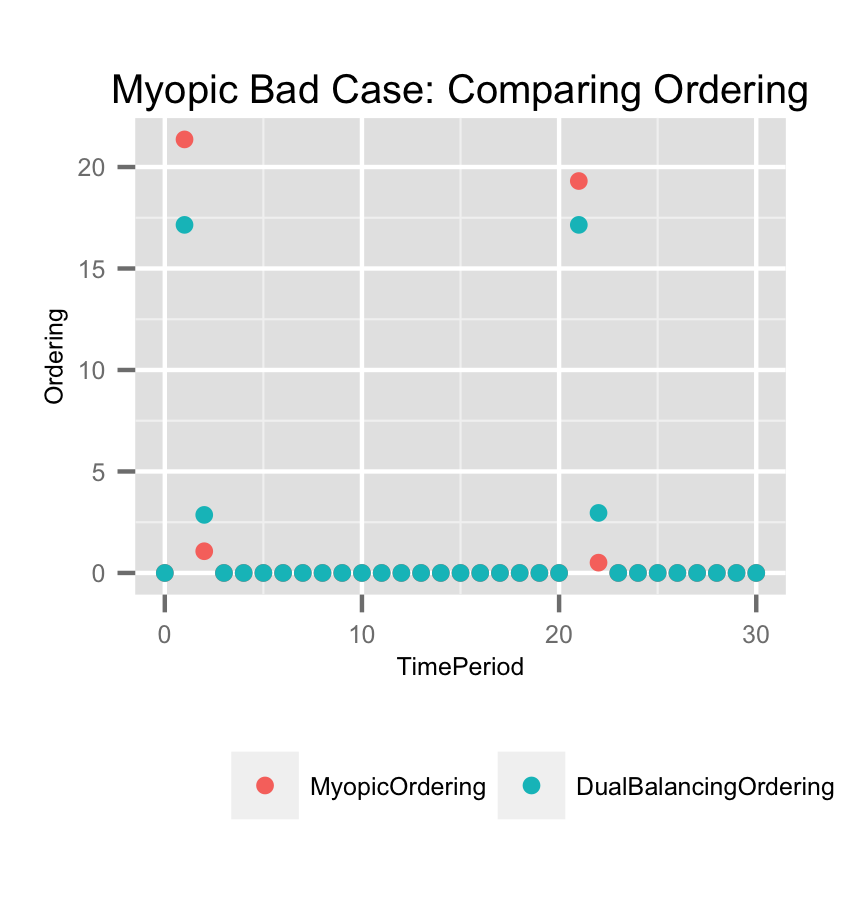 Myopic Bad Case: Comparing Ordering
20
15
10
5
0
Ordering
0 10 20 30
TimePeriod
MyopicOrdering DualBalancingOrdering